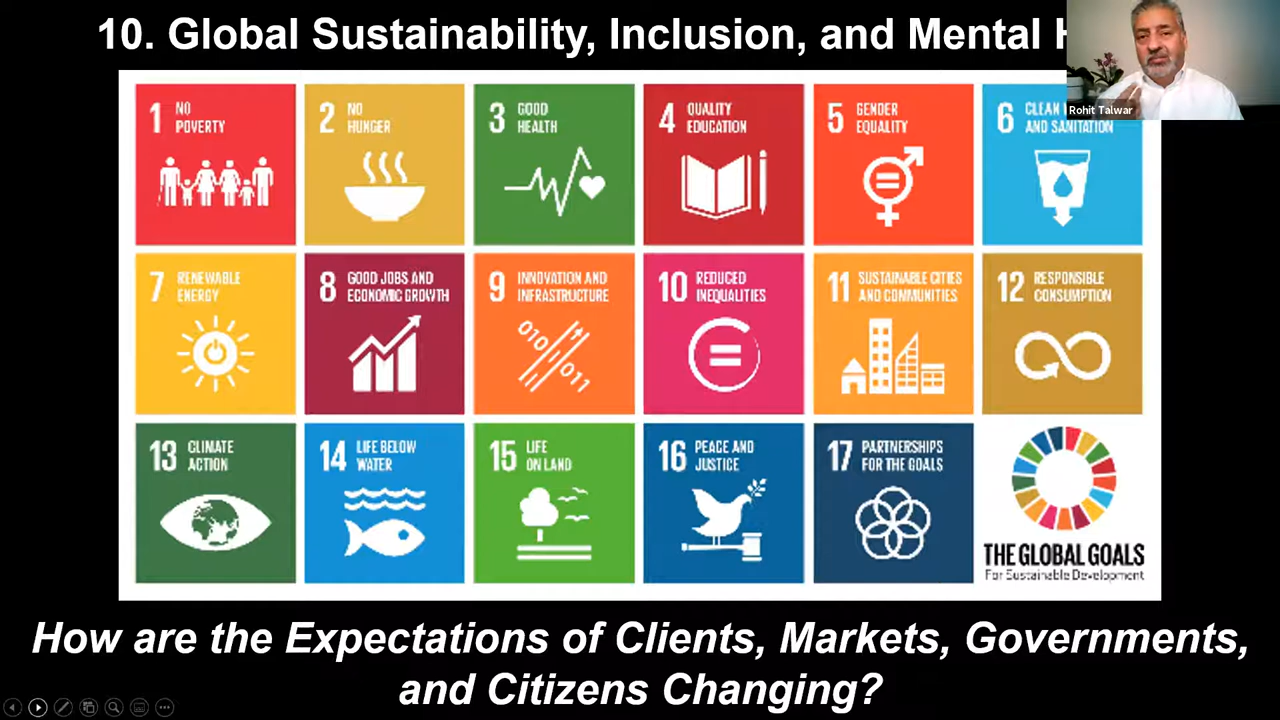 10. Global Sustainability, Inclusion, and Mental
Rohit Talwar
1 NO
POVERTY
2 NO
HUNGER
3 GOOD
HEALTH
4 QUALITY
EDUCATION
5 GENDER
EQUALITY
6 CLEAN
AND SANITATION
7 RENEWABLE
ENERGY
8 GOOD JOBS AND
ECONOMIC GROWTH
9 INNOVATION AND
INFRASTRUCTURE
010
011
10 REDUCED
INEQUALITIES
11 SUSTAINABLE CITIES
AND COMMUNITIES
12 RESPONSIBLE
CONSUMPTION
13 CLIMATE
ACTION
14 LIFE BELOW
WATER
15 LIFE
ON LAND
16 PEACE AND
JUSTICE
17 PARTNERSHIPS
FOR THE GOALS
THE GLOBAL GOALS
For Sustainable Development
How are the Expectations of Clients, Markets, Governments,
and Citizens Changing?